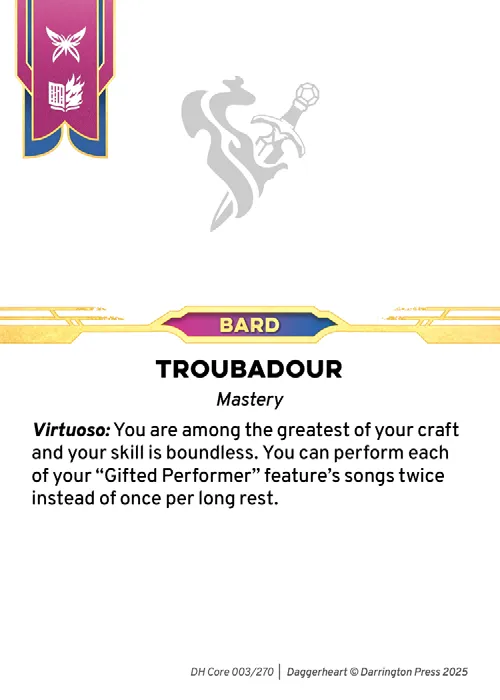 BARD
TROUBADOUR
Mastery
Virtuoso: You are among the greatest of your craft
and your skill is boundless. You can perform each
of your “Gifted Performer” feature’s songs twice
instead of once per long rest.
DH Core 003/270 | Daggerheart © Darrington Press 2025